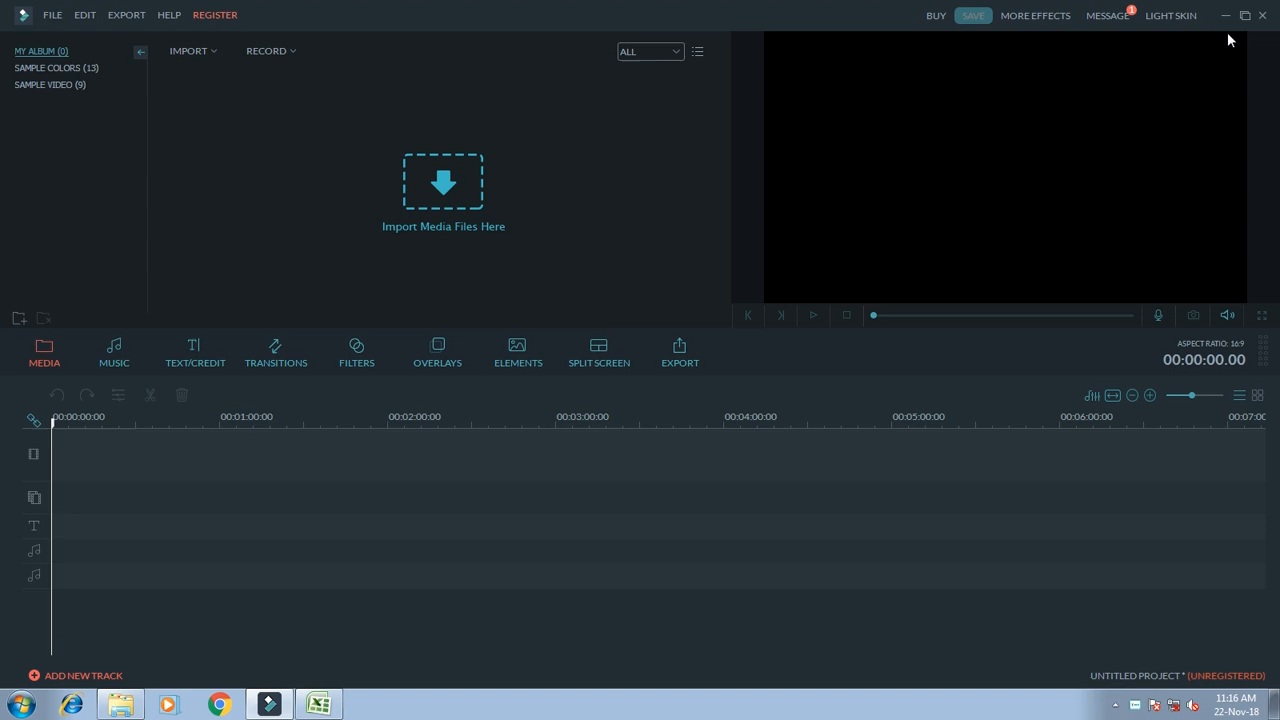 FILE EDIT EXPORT HELP REGISTER BUY SAVE MORE EFFECTS MESSAGE 1 LIGHT SKIN
MY ALBUM (0) IMPORT RECORD ALL
SAMPLE COLORS (13)
SAMPLE VIDEO (9)
Import Media Files Here
MEDIA MUSIC TEXT/CREDIT TRANSITIONS FILTERS OVERLAYS ELEMENTS SPLIT SCREEN EXPORT
ASPECT RATIO: 16:9
00:00:00.00
00:00:00:00 00:01:00:00 00:02:00:00 00:03:00:00 00:04:00:00 00:05:00:00 00:06:00:00 00:07:0
ADD NEW TRACK UNTITLED PROJECT * (UNREGISTERED)
11:16 AM
22-Nov-18